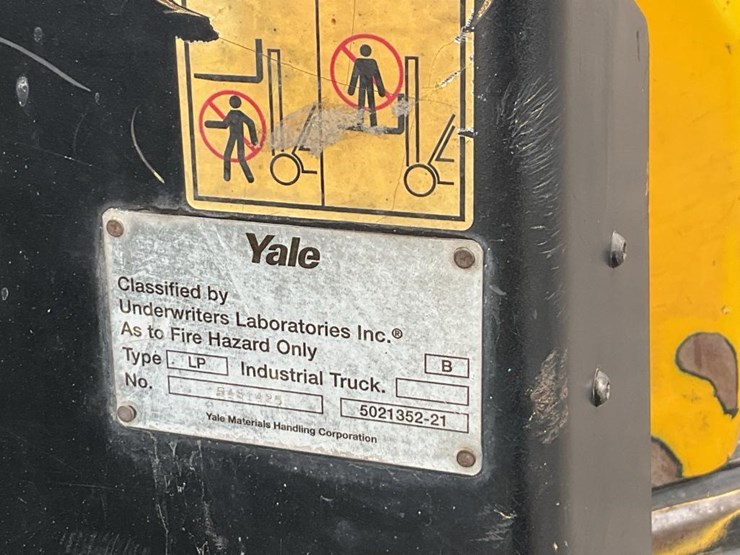 Yale
Classified by
Underwriters Laboratories Inc.®
As to Fire Hazard Only
B
Type LP Industrial Truck.
No.
5021352-21
Yale Materials Handling Corporation